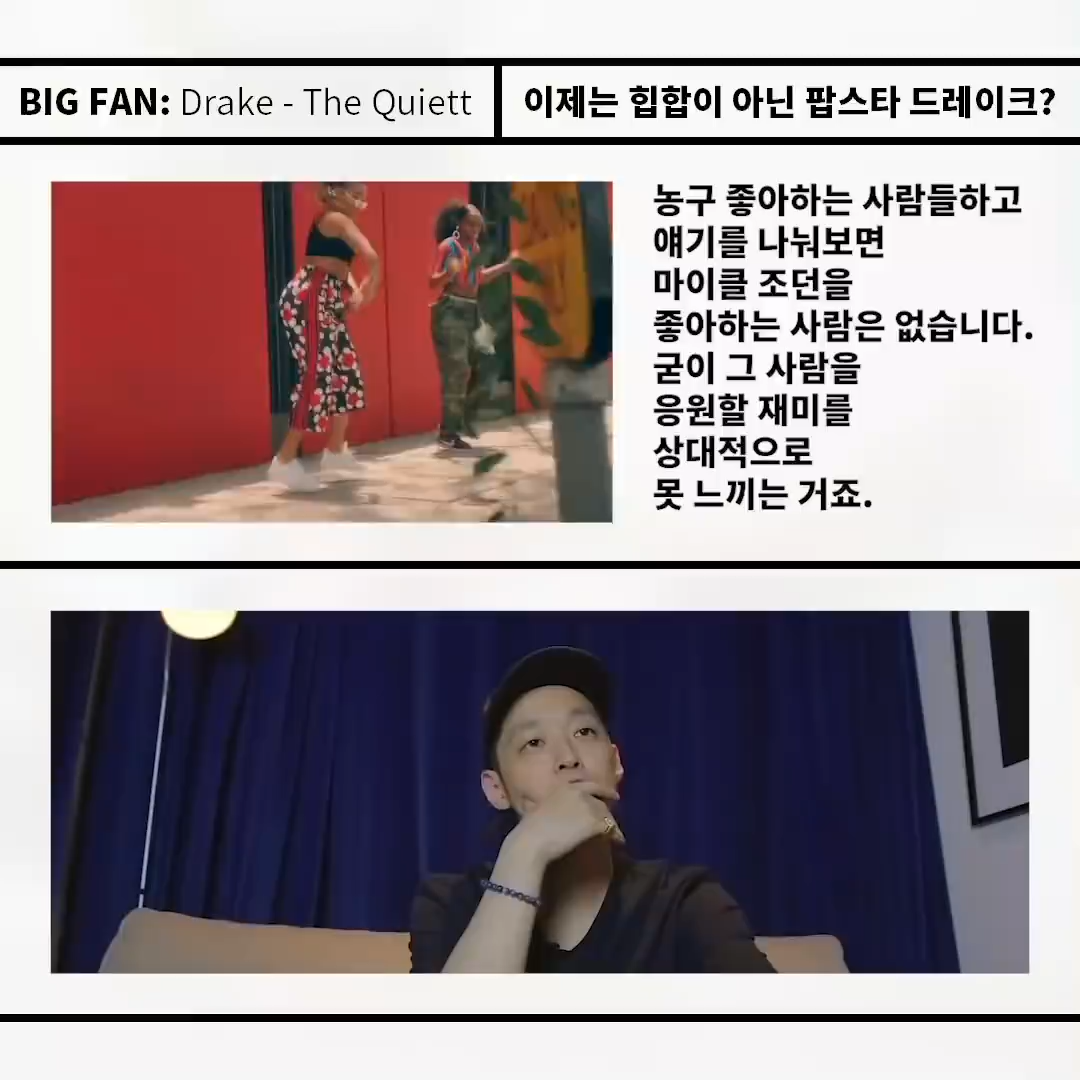 BIG FAN: Drake - The Quiett
이제는 힙합이 아닌 팝스타 드레이크?
농구 좋아하는 사람들하고
얘기를 나눠보면
마이클 조던을
좋아하는 사람은 없습니다.
굳이 그 사람을
응원할 재미를
상대적으로
못 느끼는 거죠.